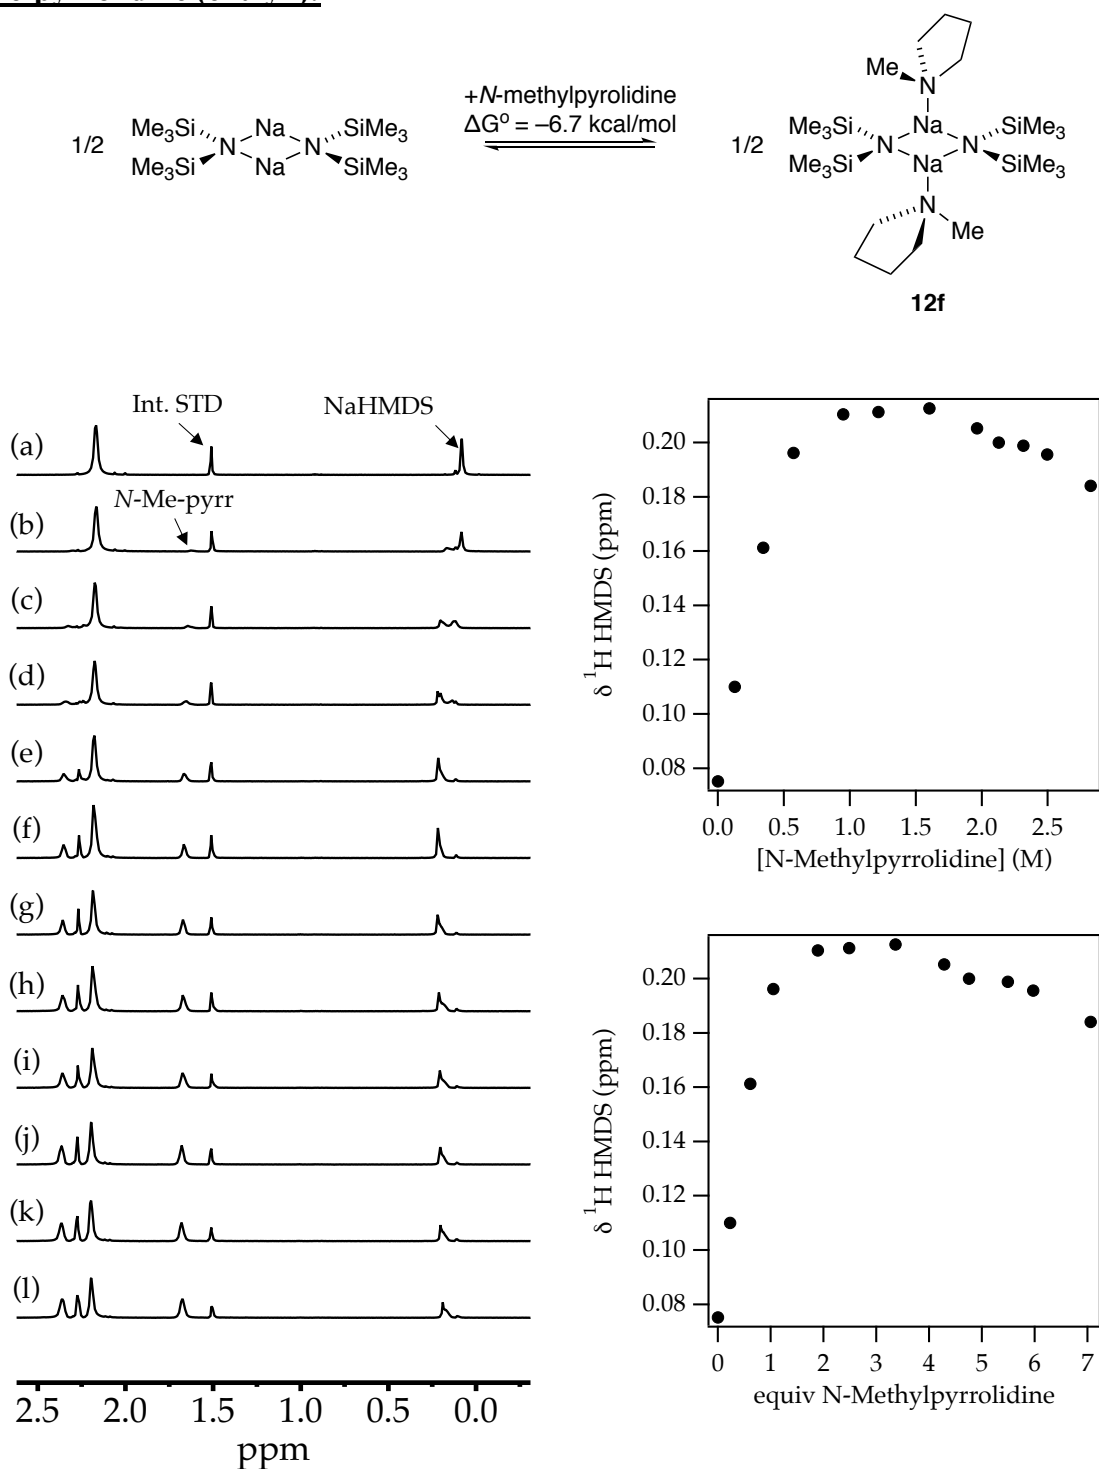 +N-methylpyrolidine
ΔGº = –6.7 kcal/mol
1/2
Me3Si
Me3Si
N
Na
Na
N
SiMe3
SiMe3
1/2
Me
N
Me3Si
Me3Si
N
Na
Na
N
SiMe3
SiMe3
N
Me
12f
Int. STD
NaHMDS
N-Me-pyrr
(a)
(b)
(c)
(d)
(e)
(f)
(g)
(h)
(i)
(j)
(k)
(l)
2.5 2.0 1.5 1.0 0.5 0.0
ppm
δ 1H HMDS (ppm)
0.20
0.18
0.16
0.14
0.12
0.10
0.08
0.0 0.5 1.0 1.5 2.0 2.5
[N-Methylpyrrolidine] (M)
δ 1H HMDS (ppm)
0.20
0.18
0.16
0.14
0.12
0.10
0.08
0 1 2 3 4 5 6 7
equiv N-Methylpyrrolidine